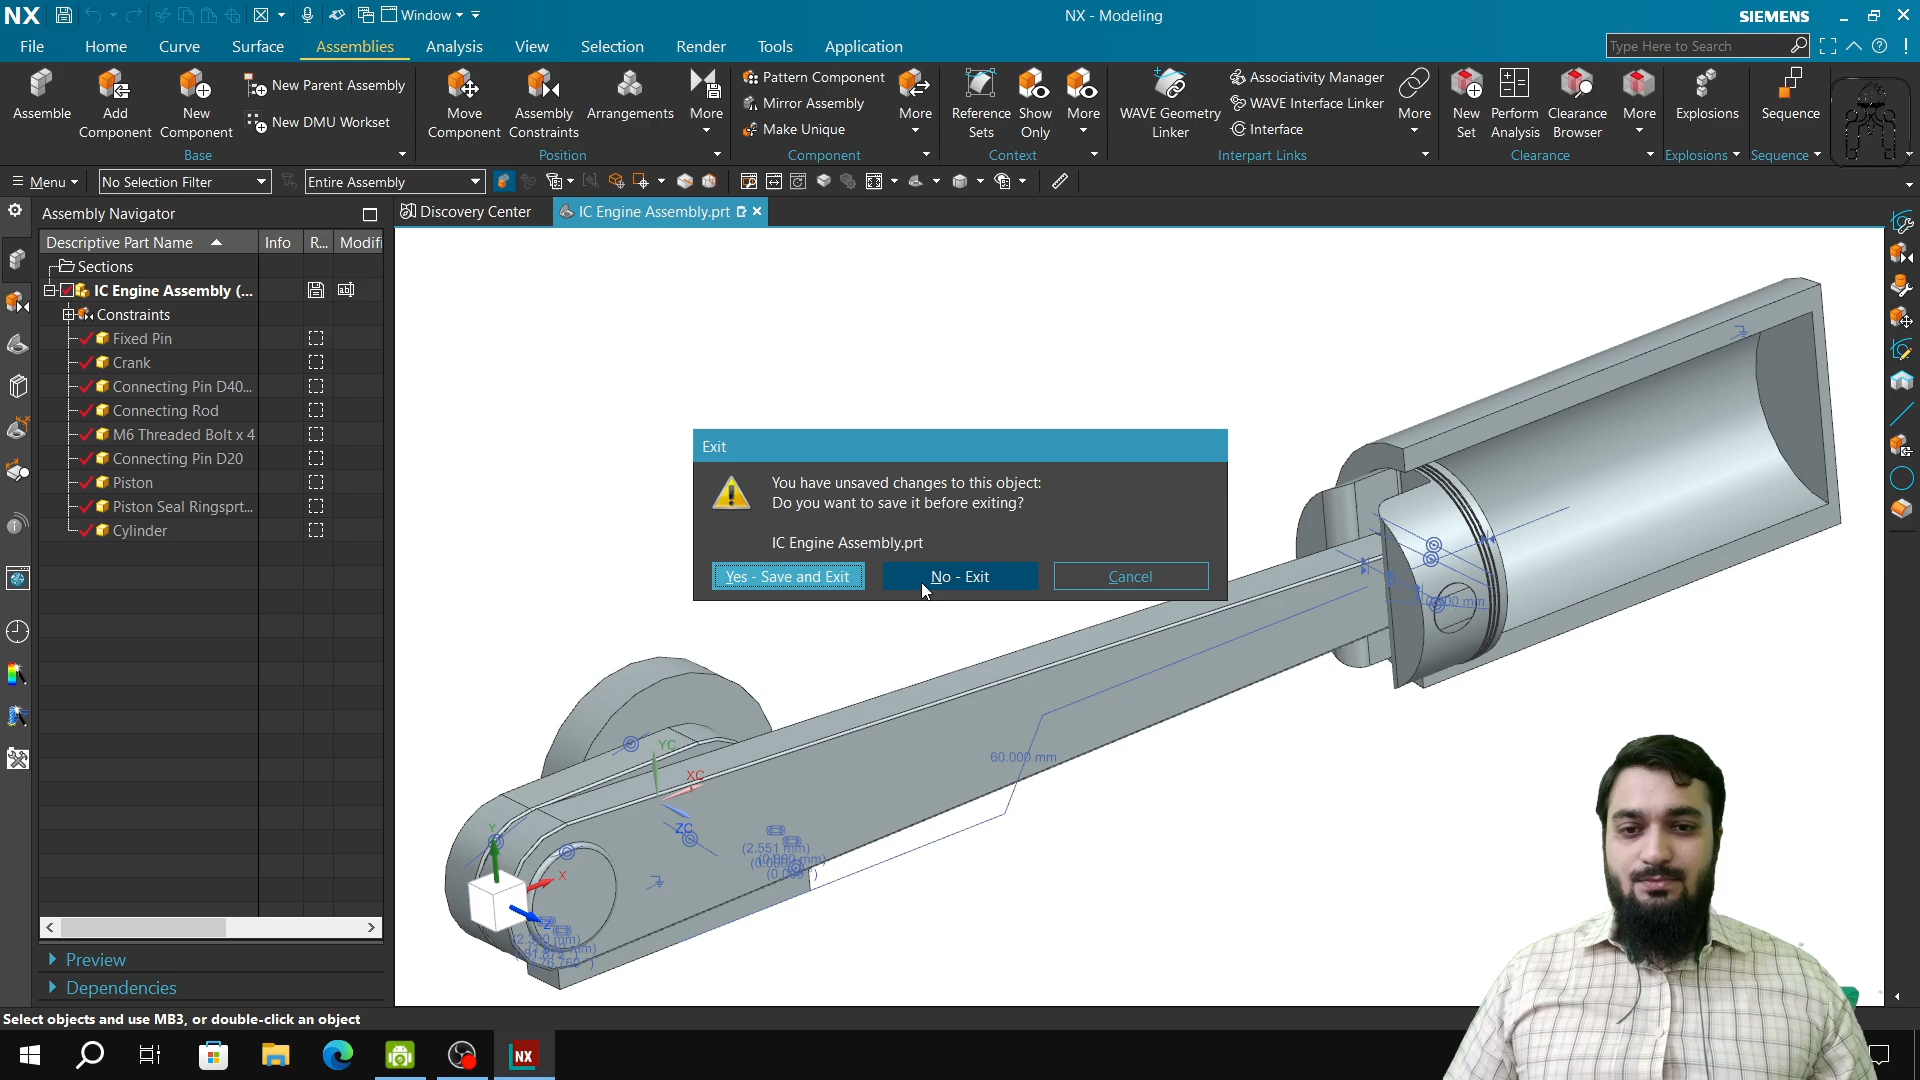 NX
Window
NX - Modeling
SIEMENS
File Home Curve Surface Assemblies Analysis View Selection Render Tools Application
Type Here to Search
Assemble
Add Component
New Component
New Parent Assembly
New DMU Workset
Base
Move Component
Assembly Constraints
Arrangements
More
Position
Pattern Component
Mirror Assembly
Make Unique
More
Component
Reference Sets
Show Only
More
Context
WAVE Geometry Linker
Associativity Manager
WAVE Interface Linker
Interface
More
Interpart Links
New Set
Perform Analysis
Clearance Browser
More
Clearance
Explosions
Explosions
Sequence
Sequence
Menu
No Selection Filter
Entire Assembly
Assembly Navigator
Discovery Center
IC Engine Assembly.prt
Descriptive Part Name Info R... Modifi
Sections
IC Engine Assembly (...
Constraints
Fixed Pin
Crank
Connecting Pin D40...
Connecting Rod
M6 Threaded Bolt x 4
Connecting Pin D20
Piston
Piston Seal Ringsprt...
Cylinder
Preview
Dependencies
Exit
You have unsaved changes to this object:
Do you want to save it before exiting?
IC Engine Assembly.prt
Yes - Save and Exit
No - Exit
Cancel
60.000 mm
YC
XC
ZC
(2.551 mm)
Y
X
Z
Select objects and use MB3, or double-click an object
NX